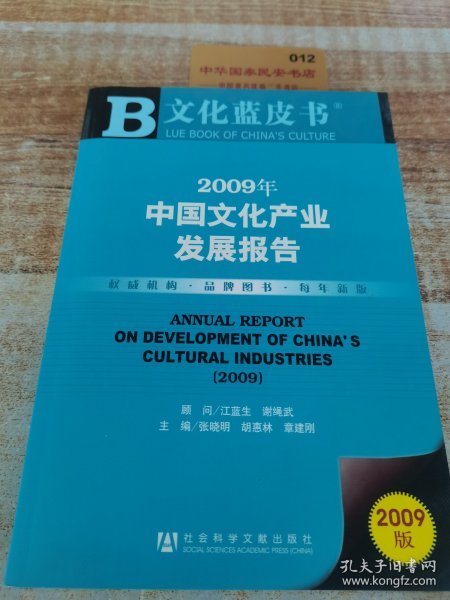 012
中华国泰民安书店
B 文化蓝皮书®
LUE BOOK OF CHINA'S CULTURE
2009年
中国文化产业
发展报告
权威机构·品牌图书·每年新版
ANNUAL REPORT
ON DEVELOPMENT OF CHINA'S
CULTURAL INDUSTRIES
(2009)
顾 问/江蓝生 谢绳武
主 编/张晓明 胡惠林 章建刚
社会科学文献出版社
SOCIAL SCIENCES ACADEMIC PRESS (CHINA)
2009
版
孔夫子旧书网
www.kongfz.com